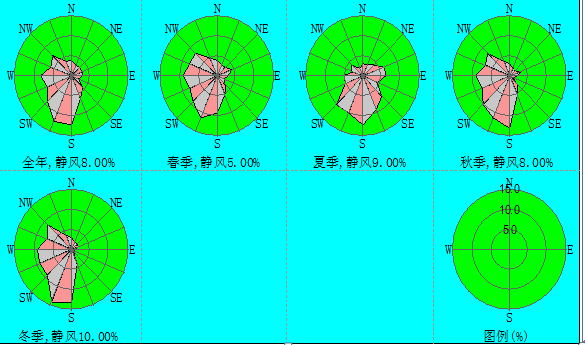 N
NW NE
W E
SW SE
S
全年,静风8.00%
N
NW NE
W E
SW SE
S
春季,静风5.00%
N
NW NE
W E
SW SE
S
夏季,静风9.00%
N
NW NE
W E
SW SE
S
秋季,静风8.00%
N
NW NE
W E
SW SE
S
冬季,静风10.00%
N
15.0
10.0
5.0
W E
S
图例(%)